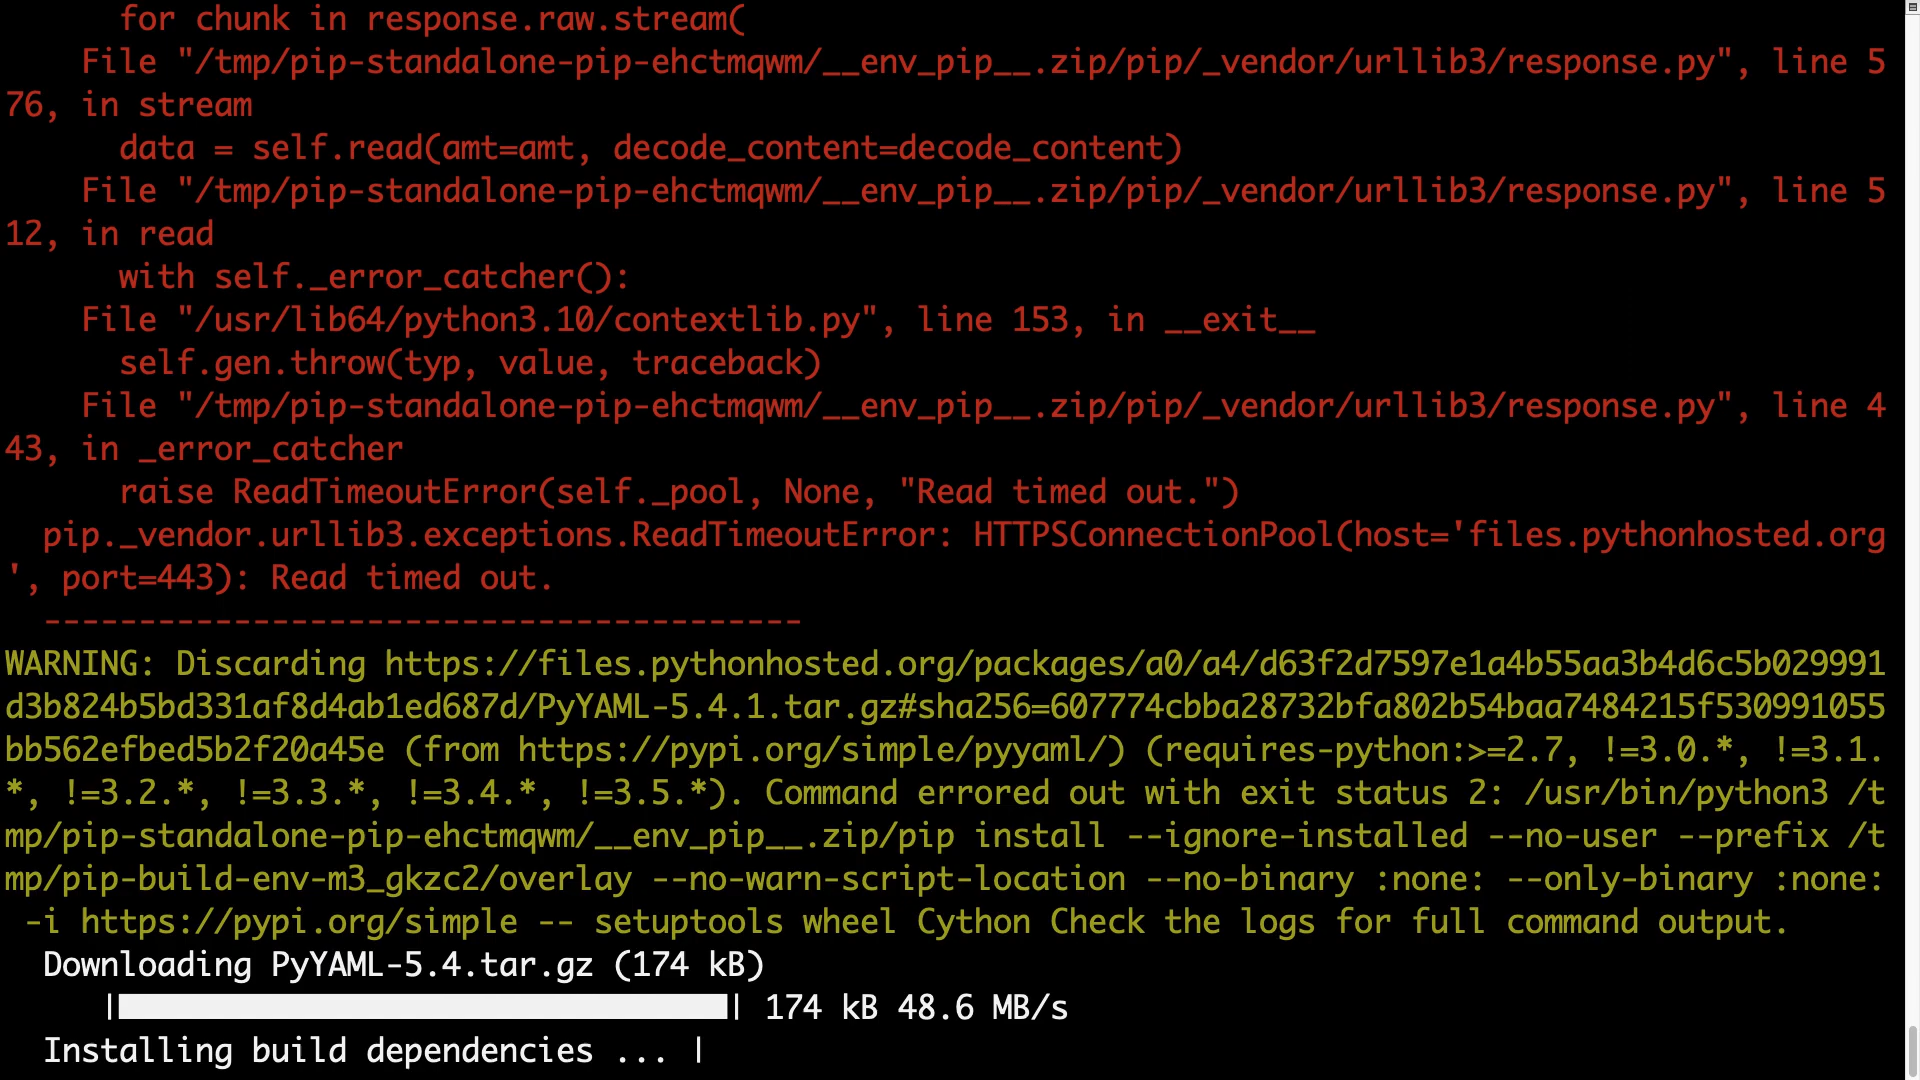 for chunk in response.raw.stream(
File "/tmp/pip-standalone-pip-ehctmqwm/__env_pip__.zip/pip/_vendor/urllib3/response.py", line 5
76, in stream
data = self.read(amt=amt, decode_content=decode_content)
File "/tmp/pip-standalone-pip-ehctmqwm/__env_pip__.zip/pip/_vendor/urllib3/response.py", line 5
12, in read
with self._error_catcher():
File "/usr/lib64/python3.10/contextlib.py", line 153, in __exit__
self.gen.throw(typ, value, traceback)
File "/tmp/pip-standalone-pip-ehctmqwm/__env_pip__.zip/pip/_vendor/urllib3/response.py", line 4
43, in _error_catcher
raise ReadTimeoutError(self._pool, None, "Read timed out.")
pip._vendor.urllib3.exceptions.ReadTimeoutError: HTTPSConnectionPool(host='files.pythonhosted.org
', port=443): Read timed out.
----------------------------------------
WARNING: Discarding https://files.pythonhosted.org/packages/a0/a4/d63f2d7597e1a4b55aa3b4d6c5b029991
d3b824b5bd331af8d4ab1ed687d/PyYAML-5.4.1.tar.gz#sha256=607774cbba28732bfa802b54baa7484215f530991055
bb562efbed5b2f20a45e (from https://pypi.org/simple/pyyaml/) (requires-python:>=2.7, !=3.0.*, !=3.1.
*, !=3.2.*, !=3.3.*, !=3.4.*, !=3.5.*). Command errored out with exit status 2: /usr/bin/python3 /t
mp/pip-standalone-pip-ehctmqwm/__env_pip__.zip/pip install --ignore-installed --no-user --prefix /t
mp/pip-build-env-m3_gkzc2/overlay --no-warn-script-location --no-binary :none: --only-binary :none:
-i https://pypi.org/simple -- setuptools wheel Cython Check the logs for full command output.
Downloading PyYAML-5.4.tar.gz (174 kB)
| | 174 kB 48.6 MB/s
Installing build dependencies ... |